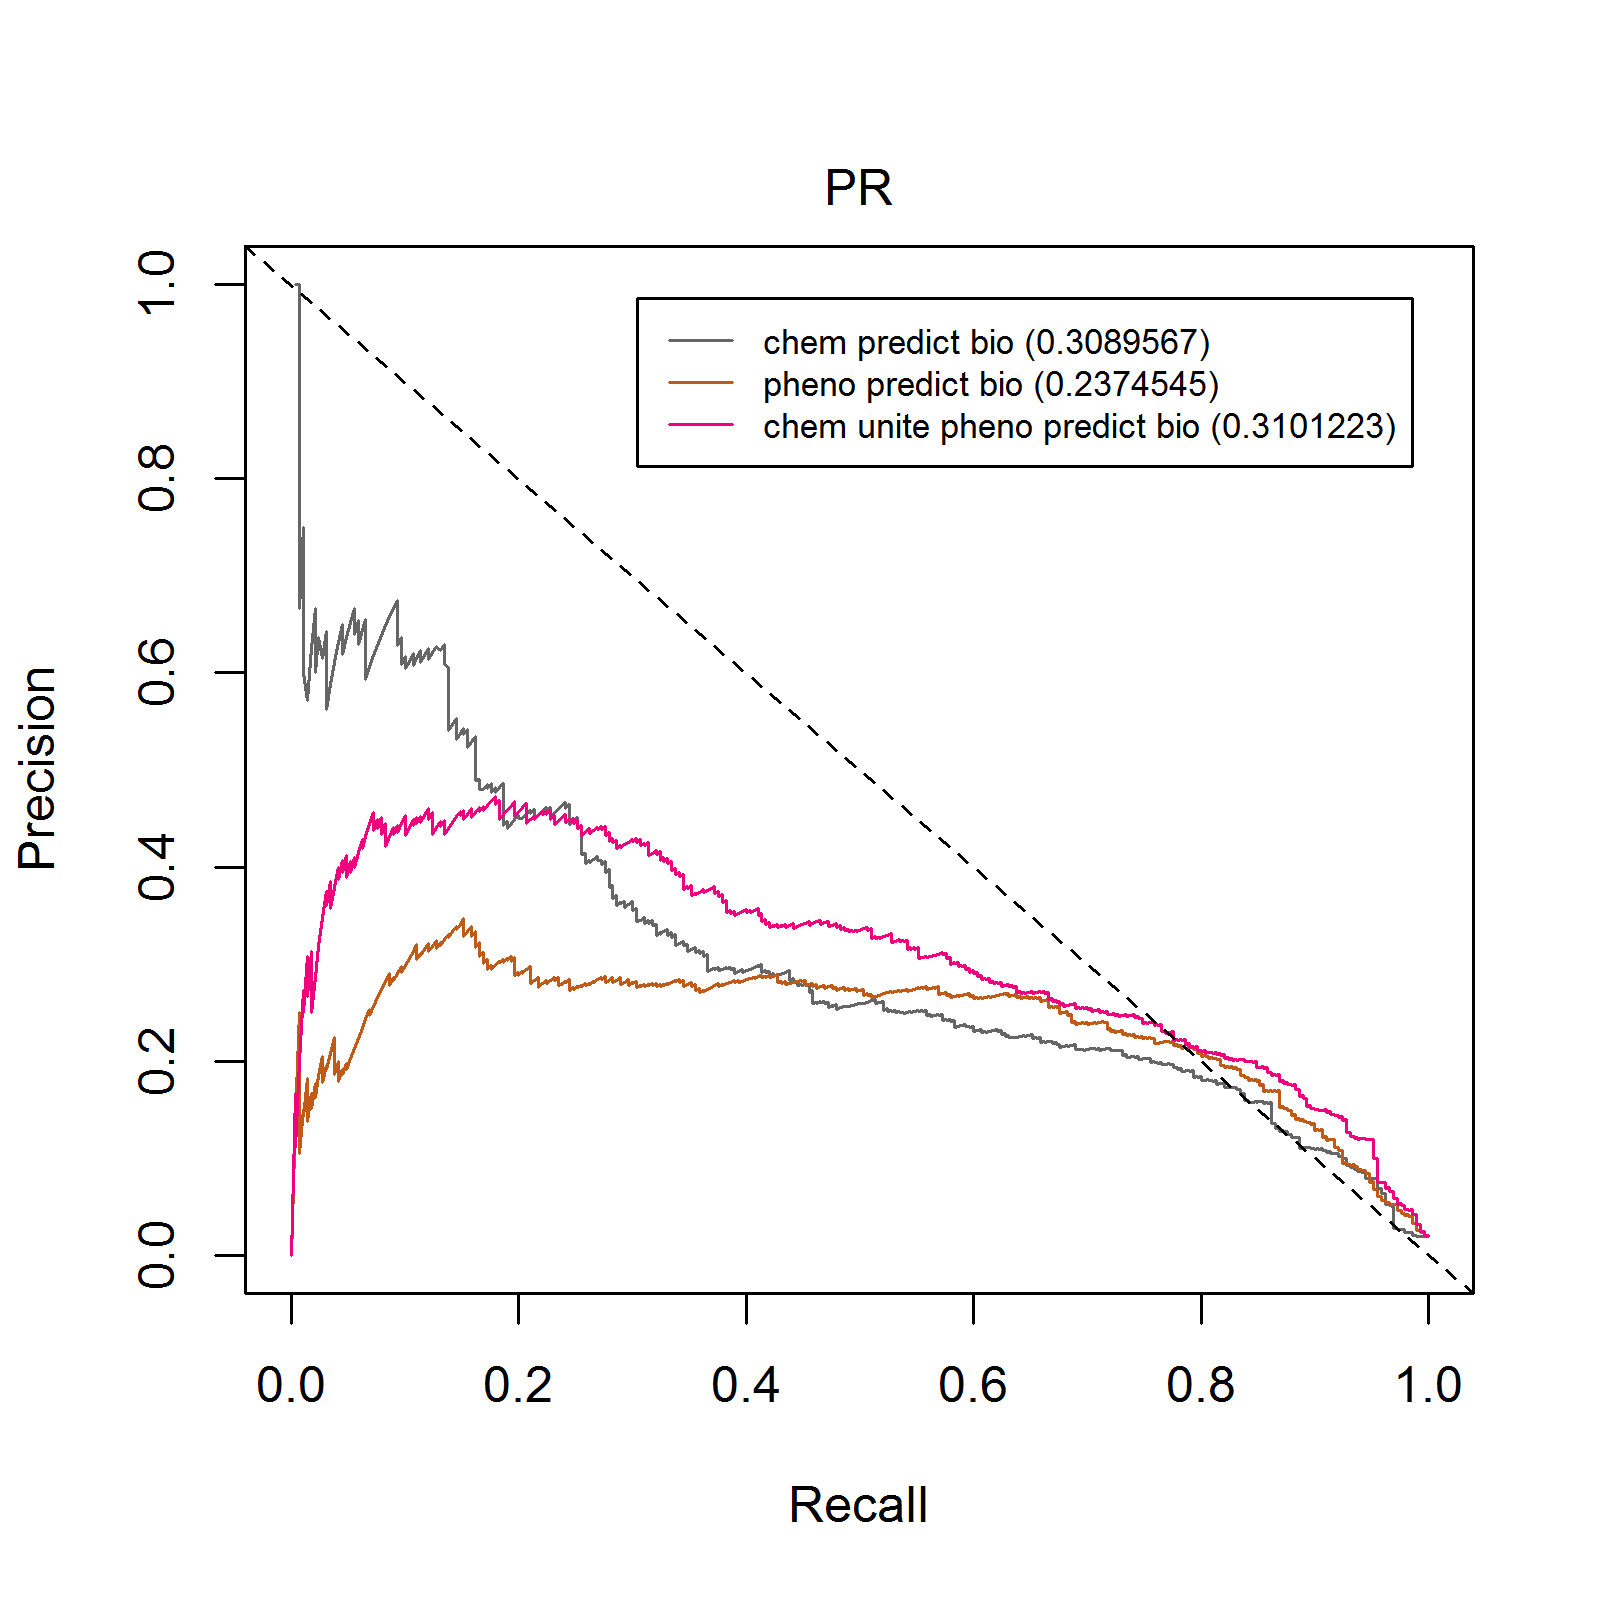 PR
chem predict bio (0.3089567)
pheno predict bio (0.2374545)
chem unite pheno predict bio (0.3101223)
Precision
1.0
0.8
0.6
0.4
0.2
0.0
0.0 0.2 0.4 0.6 0.8 1.0
Recall